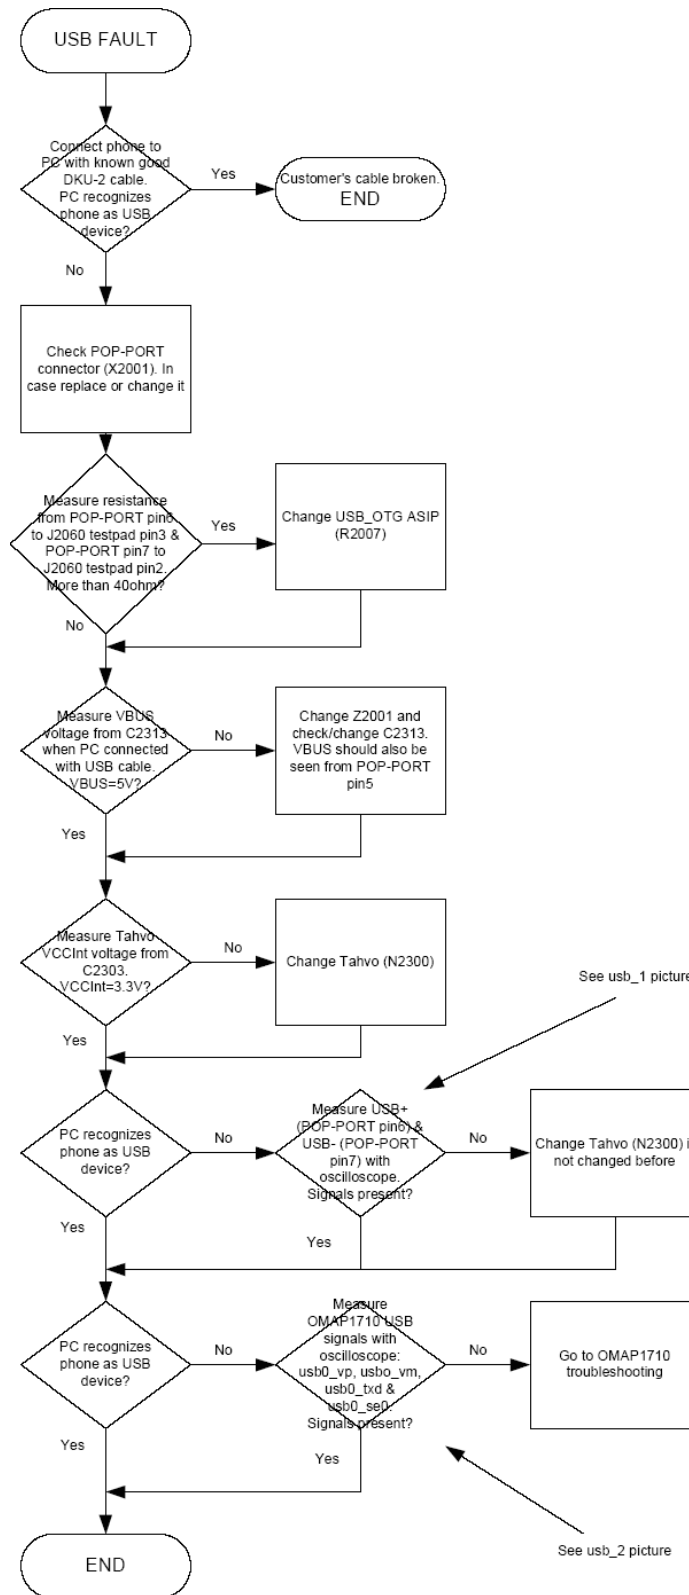 USB FAULT
Connect phone to
PC with known good
DKU-2 cable.
PC recognizes
phone as USB
device?
Yes
Customer's cable broken.
END
No
Check POP-PORT
connector (X2001). In
case replace or change it
Measure resistance
from POP-PORT pin6
to J2060 testpad pin3 &
POP-PORT pin7 to
J2060 testpad pin2.
More than 40ohm?
Yes
Change USB_OTG ASIP
(R2007)
No
Measure VBUS
voltage from C2313
when PC connected
with USB cable.
VBUS=5V?
No
Change Z2001 and
check/change C2313.
VBUS should also be
seen from POP-PORT
pin5
Yes
Measure Tahvo
VCCInt voltage from
C2303.
VCCInt=3.3V?
No
Change Tahvo (N2300)
See usb_1 picture
Yes
PC recognizes
phone as USB
device?
No
Measure USB+
(POP-PORT pin6) &
USB- (POP-PORT
pin7) with
oscilloscope.
Signals present?
No
Change Tahvo (N2300) i
not changed before
Yes
Yes
PC recognizes
phone as USB
device?
No
Measure
OMAP1710 USB
signals with
oscilloscope:
usb0_vp, usbo_vm,
usb0_txd &
usb0_se0.
Signals present?
No
Go to OMAP1710
troubleshooting
Yes
Yes
See usb_2 picture
END